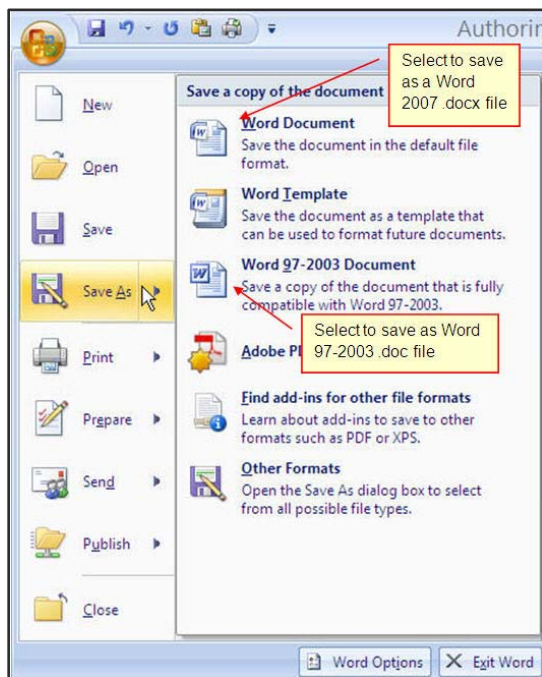 Authorin
Select to save
as a Word
2007 .docx file
New
Open
Save
Save As
Print
Prepare
Send
Publish
Close
Save a copy of the document
Word Document
Save the document in the default file
format.
Word Template
Save the document as a template that
can be used to format future documents.
Word 97-2003 Document
Save a copy of the document that is fully
compatible with Word 97-2003.
Select to save as Word
97-2003 .doc file
Adobe PD
Find add-ins for other file formats
Learn about add-ins to save to other
formats such as PDF or XPS.
Other Formats
Open the Save As dialog box to select
from all possible file types.
Word Options
Exit Word